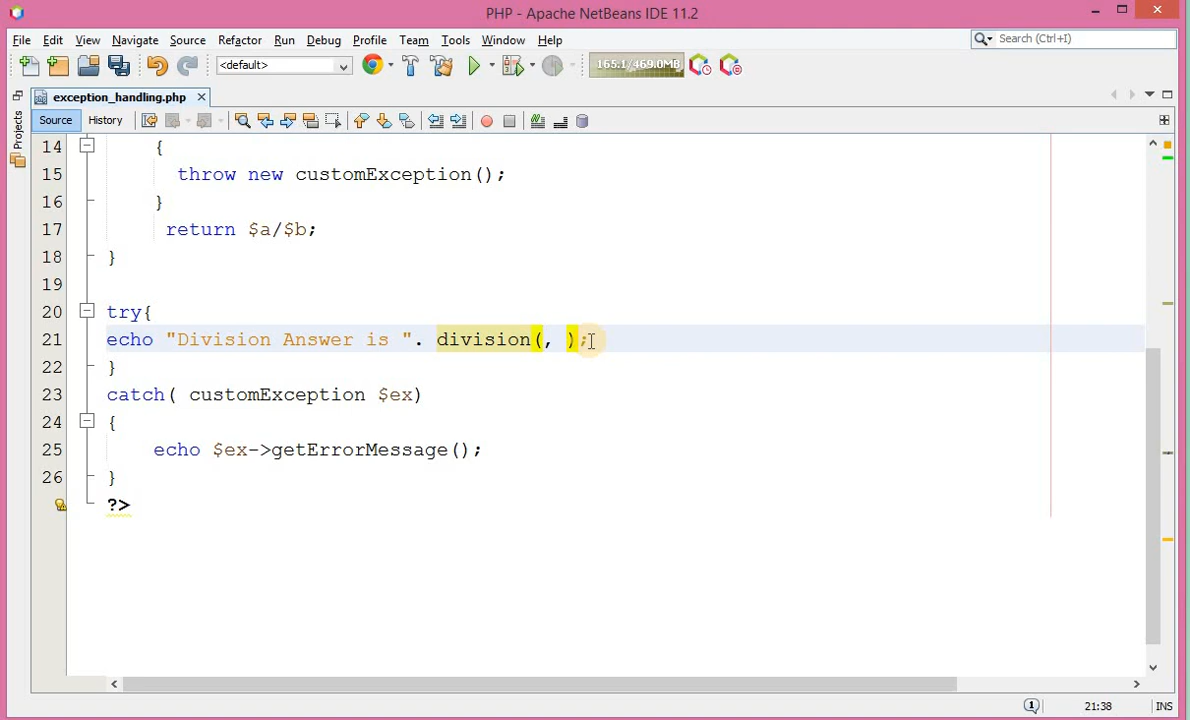 PHP - Apache NetBeans IDE 11.2
File Edit View Navigate Source Refactor Run Debug Profile Team Tools Window Help
Search (Ctrl+I)
<default>
165.1/469.0MB
exception_handling.php
Projects
Source History
14 {
15 throw new customException();
16 }
17 return $a/$b;
18 }
19
20 try{
21 echo "Division Answer is ". division(, );
22 }
23 catch( customException $ex)
24 {
25 echo $ex->getErrorMessage();
26 }
?>
1
21:38
INS